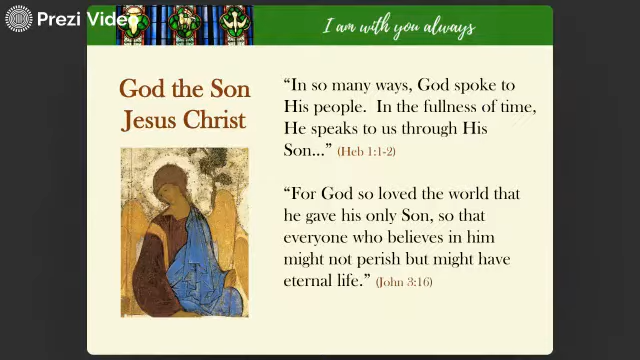 Prezi Video
I am with you always
God the Son
Jesus Christ
“In so many ways, God spoke to
His people.  In the fullness of time,
He speaks to us through His
Son...” (Heb 1:1-2)
“For God so loved the world that
he gave his only Son, so that
everyone who believes in him
might not perish but might have
eternal life.” (John 3:16)